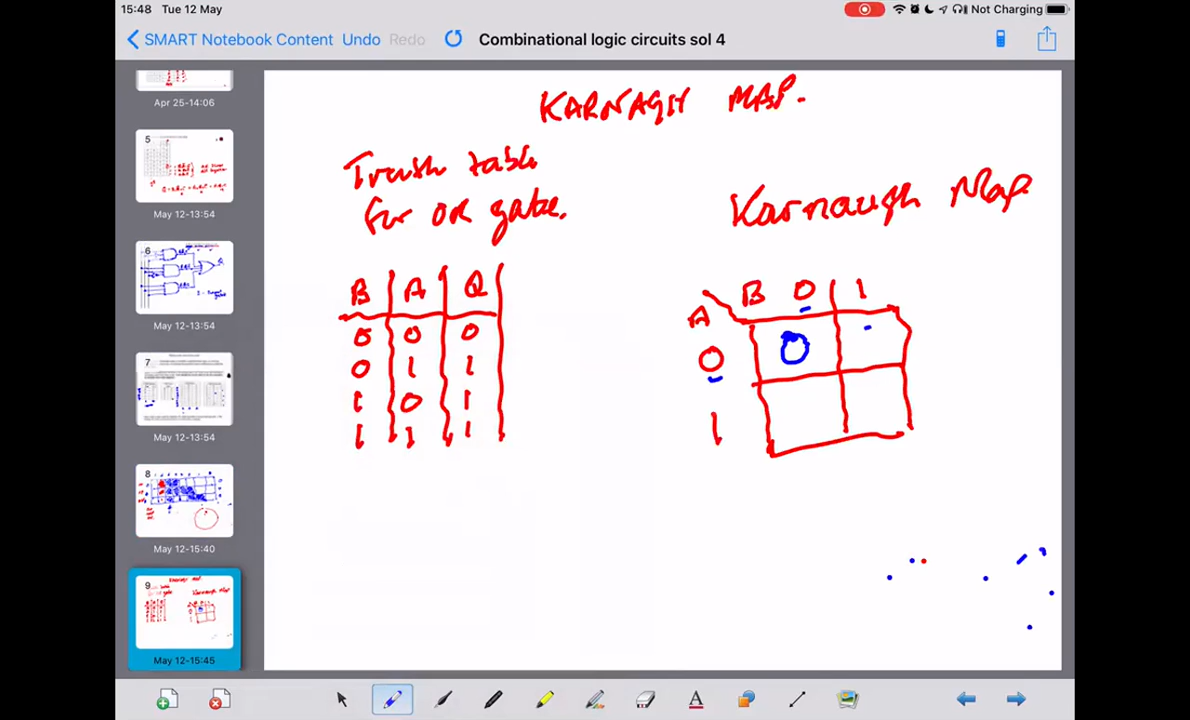 15:48 Tue 12 May
Not Charging
SMART Notebook Content Undo Redo
Combinational logic circuits sol 4
Apr 25-14:06
5
May 12-13:54
6
May 12-13:54
7
May 12-13:54
8
May 12-15:40
9
May 12-15:45
KARNAGH MAP.
Truth table
for OR gate.
B A Q
0 0 0
0 1 1
1 0 1
1 1 1
Karnaugh Map
B 0 1
A
0 0
1